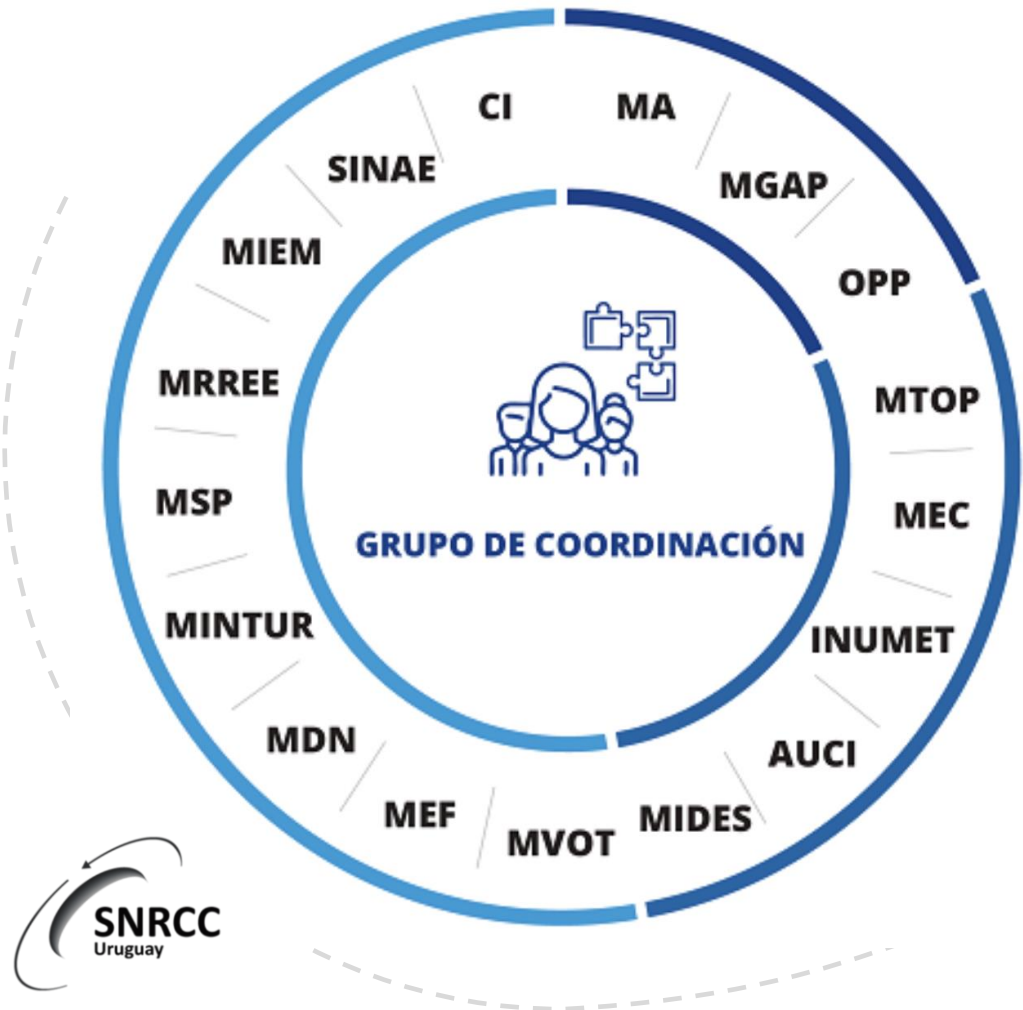 CI
MA
SINAE
MGAP
MIEM
OPP
MRREE
MTOP
MSP
MEC
GRUPO DE COORDINACIÓN
MINTUR
INUMET
MDN
AUCI
MEF
MIDES
MVOT
SNRCC
Uruguay